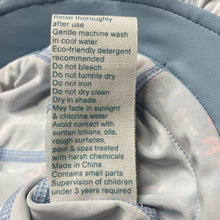 Rinse thoroughly
after use
Gentle machine wash
in cool water
Eco-friendly detergent
recommended
Do not bleach
Do not tumble dry
Do not iron
Do not dry clean
Dry in shade
May fade in sunlight
& chlorine water
Avoid contact with
suntan lotions, oils,
rough surfaces,
pool & spas treated
with harsh chemicals
Made in China
Contains small parts
Supervision of children
under 3 years required